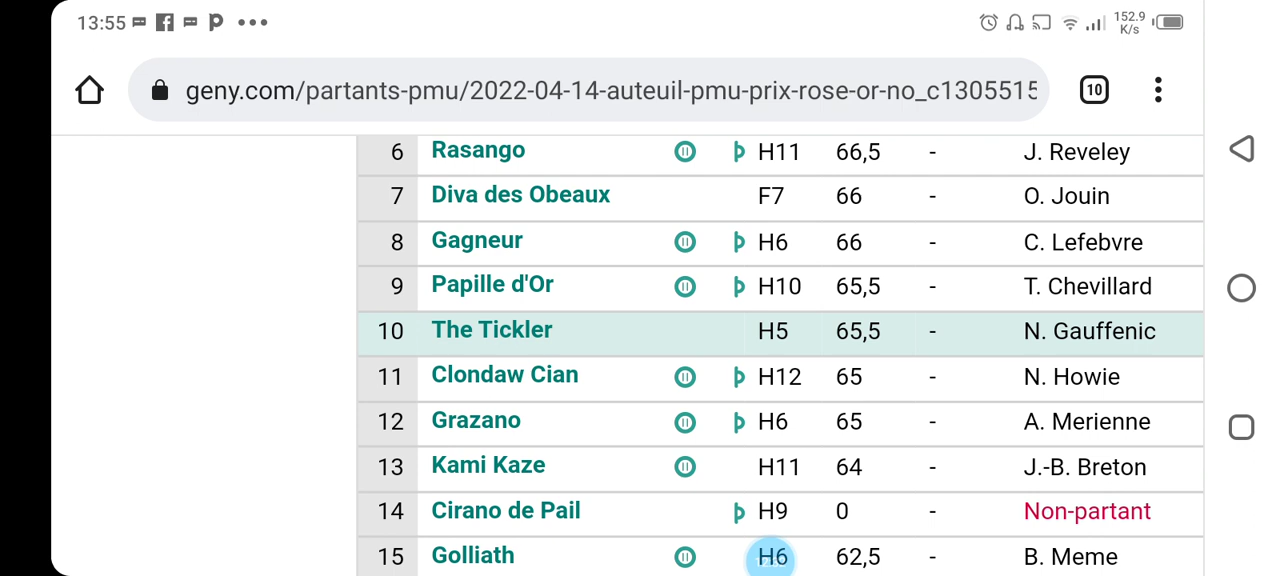 13:55 152.9 K/s
geny.com/partants-pmu/2022-04-14-auteuil-pmu-prix-rose-or-no_c1305515 10
6 Rasango H11 66,5 - J. Reveley
7 Diva des Obeaux F7 66 - O. Jouin
8 Gagneur H6 66 - C. Lefebvre
9 Papille d'Or H10 65,5 - T. Chevillard
10 The Tickler H5 65,5 - N. Gauffenic
11 Clondaw Cian H12 65 - N. Howie
12 Grazano H6 65 - A. Merienne
13 Kami Kaze H11 64 - J.-B. Breton
14 Cirano de Pail H9 0 - Non-partant
15 Golliath H6 62,5 - B. Meme